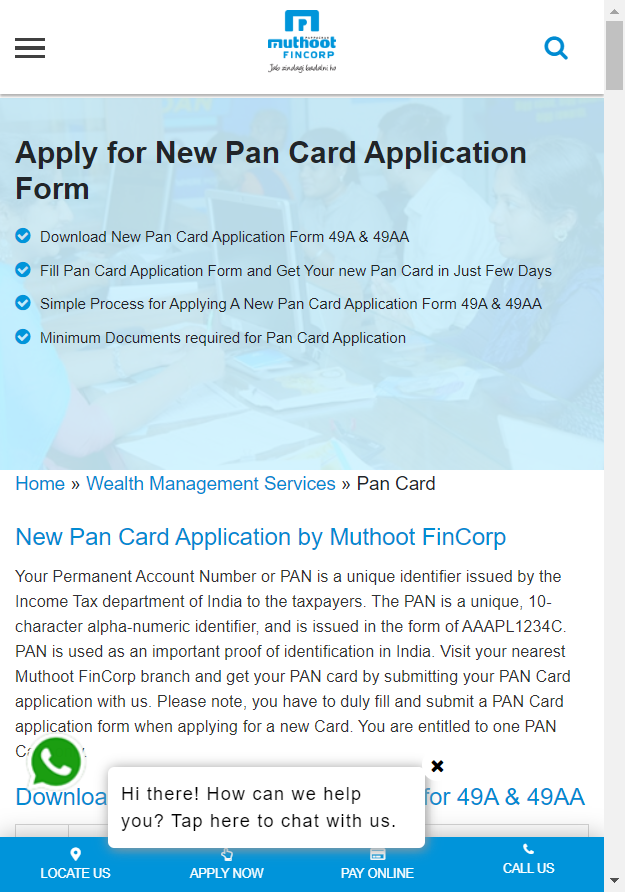 muthoot
FINCORP
Apply for New Pan Card Application
Form
Download New Pan Card Application Form 49A & 49AA
Fill Pan Card Application Form and Get Your new Pan Card in Just Few Days
Simple Process for Applying A New Pan Card Application Form 49A & 49AA
Minimum Documents required for Pan Card Application
Home » Wealth Management Services » Pan Card
New Pan Card Application by Muthoot FinCorp
Your Permanent Account Number or PAN is a unique identifier issued by the
Income Tax department of India to the taxpayers. The PAN is a unique, 10-
character alpha-numeric identifier, and is issued in the form of AAAPL1234C.
PAN is used as an important proof of identification in India. Visit your nearest
Muthoot FinCorp branch and get your PAN card by submitting your PAN Card
application with us. Please note, you have to duly fill and submit a PAN Card
application form when applying for a new Card. You are entitled to one PAN
for 49A & 49AA
Hi there! How can we help
you? Tap here to chat with us.
LOCATE US APPLY NOW PAY ONLINE CALL US